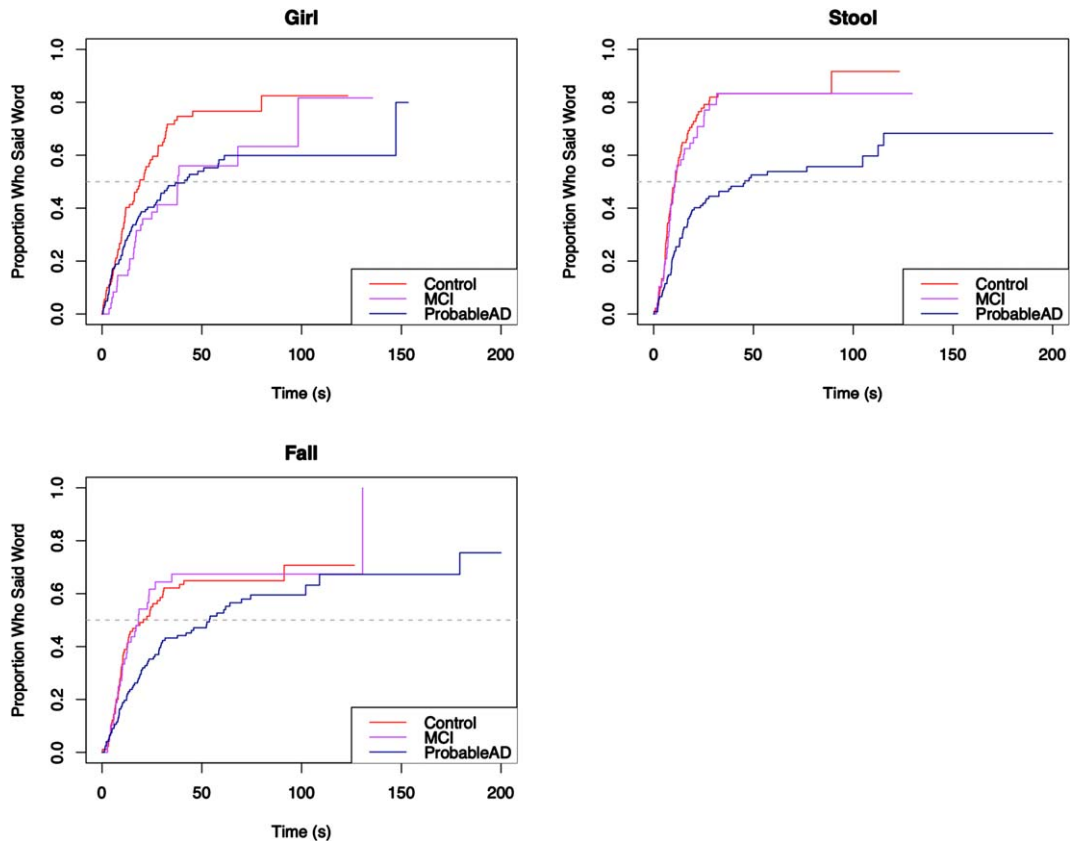 Girl
Proportion Who Said Word
1.0
0.8
0.6
0.4
0.2
0.0
Control
MCI
ProbableAD
0 50 100 150 200
Time (s)
Stool
Proportion Who Said Word
1.0
0.8
0.6
0.4
0.2
0.0
Control
MCI
ProbableAD
0 50 100 150 200
Time (s)
Fall
Proportion Who Said Word
1.0
0.8
0.6
0.4
0.2
0.0
Control
MCI
ProbableAD
0 50 100 150 200
Time (s)